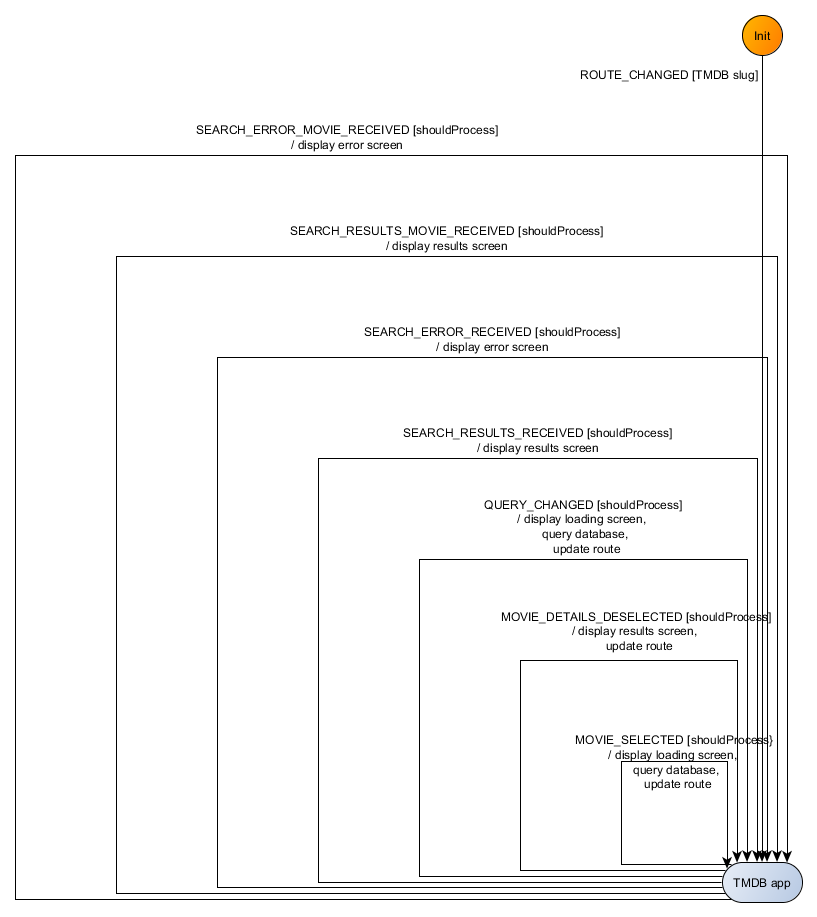 Init
ROUTE_CHANGED [TMDB slug]
SEARCH_ERROR_MOVIE_RECEIVED [shouldProcess]
/ display error screen
SEARCH_RESULTS_MOVIE_RECEIVED [shouldProcess]
/ display results screen
SEARCH_ERROR_RECEIVED [shouldProcess]
/ display error screen
SEARCH_RESULTS_RECEIVED [shouldProcess]
/ display results screen
QUERY_CHANGED [shouldProcess]
/ display loading screen,
query database,
update route
MOVIE_DETAILS_DESELECTED [shouldProcess]
/ display results screen,
update route
MOVIE_SELECTED [shouldProcess}
/ display loading screen,
query database,
update route
TMDB app